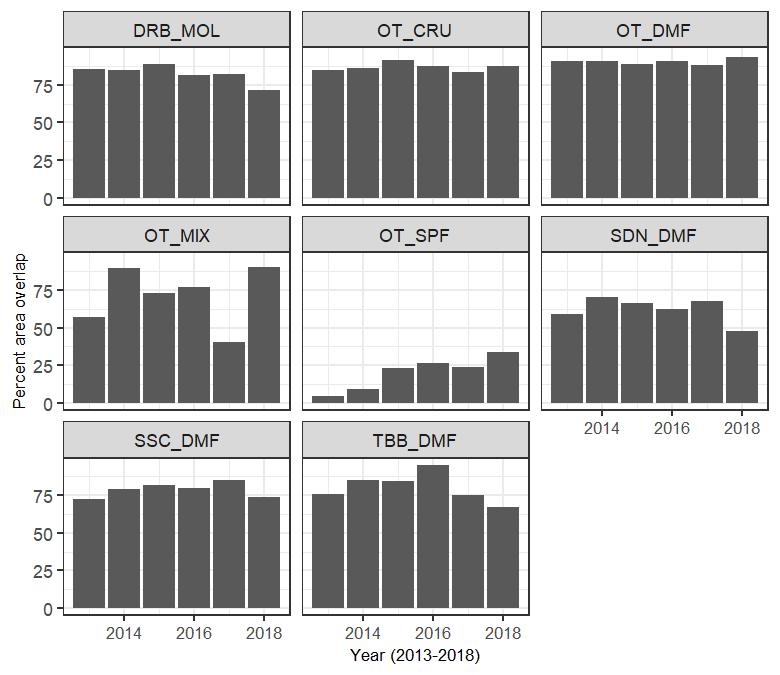 DRB_MOL OT_CRU OT_DMF
75
50
25
0
OT_MIX OT_SPF SDN_DMF
75
50
25
0
Percent area overlap
2014 2016 2018
SSC_DMF TBB_DMF
75
50
25
0
2014 2016 2018 2014 2016 2018
Year (2013-2018)